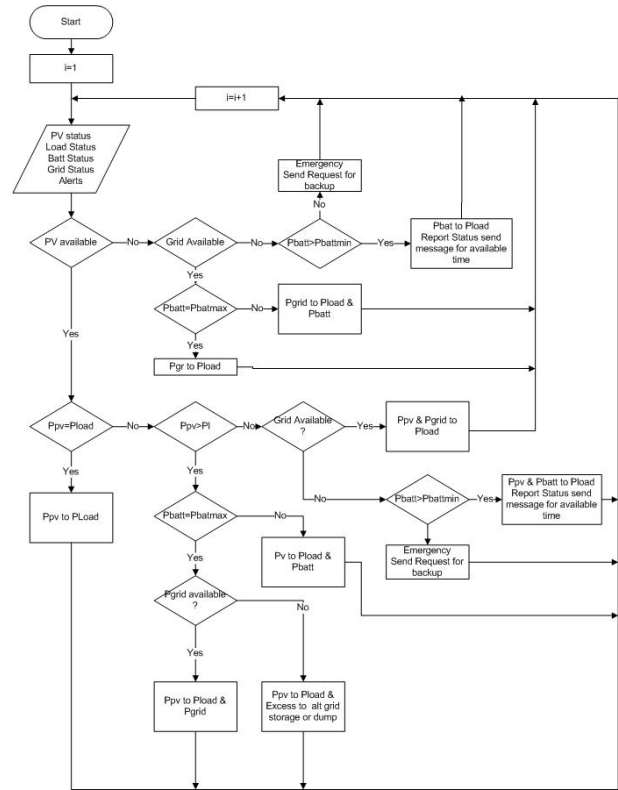 Start
i=1
i=i+1
PV status
Load Status
Batt Status
Grid Status
Alerts
Emergency
Send Request for
backup
No
PV available
No
Grid Available
No
Pbatt>Pbattmin
Yes
Pbat to Pload
Report Status send
message for available
time
Yes
Pbatt=Pbatmax
No
Pgrid to Pload &
Pbatt
Yes
Yes
Pgr to Pload
Ppv=Pload
No
Ppv>Pl
No
Grid Available
?
Yes
Ppv & Pgrid to
Pload
Yes
Yes
No
Pbatt>Pbattmin
Yes
Ppv & Pbatt to Pload
Report Status send
message for available
time
Ppv to PLoad
Pbatt=Pbatmax
No
Pv to Pload &
Pbatt
Emergency
Send Request for
backup
Yes
Pgrid available
?
No
Yes
Ppv to Pload &
Pgrid
Ppv to Pload &
Excess to alt grid
storage or dump